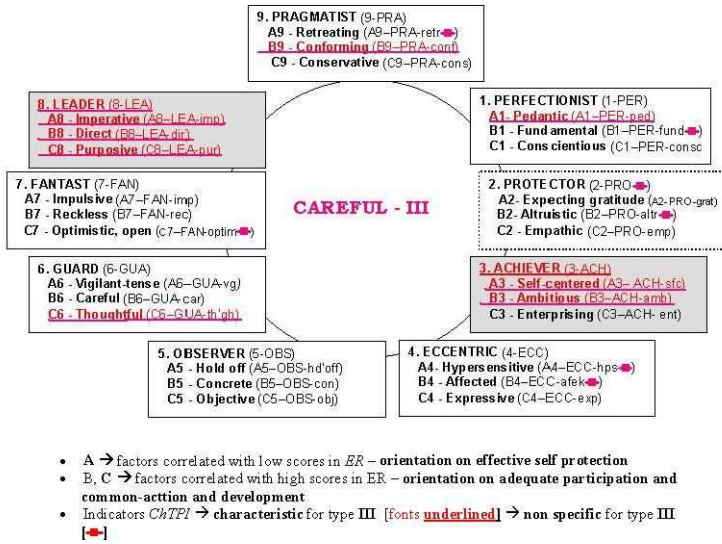 9. PRAGMATIST (9-PRA)
A9 - Retreating (A9–PRA-retr)
B9 - Conforming (B9–PRA-conf)
C9 - Conservative (C9–PRA-cons)
8. LEADER (8-LEA)
A8 - Imperative (A8–LEA-imp)
B8 - Direct (B8–LEA-dir)
C8 - Purposive (C8–LEA-pur)
1. PERFECTIONIST (1-PER)
A1- Pedantic (A1–PER-ped)
B1 - Fundamental (B1–PER-fund)
C1 - Conscientious (C1–PER-consc
7. FANTAST (7-FAN)
A7 - Impulsive (A7–FAN-imp)
B7 - Reckless (B7–FAN-rec)
C7 - Optimistic, open (C7–FAN-optim)
CAREFUL - III
2. PROTECTOR (2-PRO)
A2- Expecting gratitude (A2-PRO-grat)
B2- Altruistic (B2–PRO-altr)
C2 - Empathic (C2–PRO-emp)
6. GUARD (6-GUA)
A6 - Vigilant-tense (A6–GUA-vg)
B6 - Careful (B6–GUA-car)
C6 - Thoughtful (C6–GUA-th'gh)
3. ACHIEVER (3-ACH)
A3 - Self-centered (A3– ACH-sfc)
B3 - Ambitious (B3–ACH-amb)
C3 - Enterprising (C3–ACH- ent)
5. OBSERVER (5-OBS)
A5 - Hold off (A5–OBS-hd'off)
B5 - Concrete (B5–OBS-con)
C5 - Objective (C5–OBS-obj)
4. ECCENTRIC (4-ECC)
A4 - Hypersensitive (A4–ECC-hps)
B4 - Affected (B4–ECC-afek)
C4 - Expressive (C4–ECC-exp)
• A → factors correlated with low scores in ER – orientation on effective self protection
• B, C → factors correlated with high scores in ER – orientation on adequate participation and
common-acttion and development
• Indicators ChTPI → characteristic for type III [fonts underlined] → non specific for type III
[-■-]